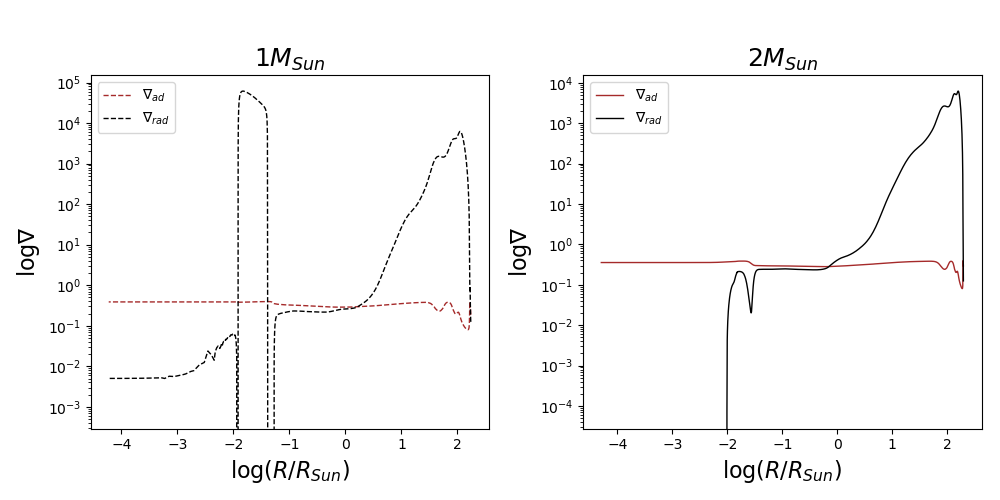 1M_Sun
10^5
10^4
10^3
10^2
10^1
10^0
10^−1
10^−2
10^−3
log∇
∇_ad
∇_rad
−4 −3 −2 −1 0 1 2
log(R/R_Sun)
2M_Sun
10^4
10^3
10^2
10^1
10^0
10^−1
10^−2
10^−3
10^−4
log∇
∇_ad
∇_rad
−4 −3 −2 −1 0 1 2
log(R/R_Sun)